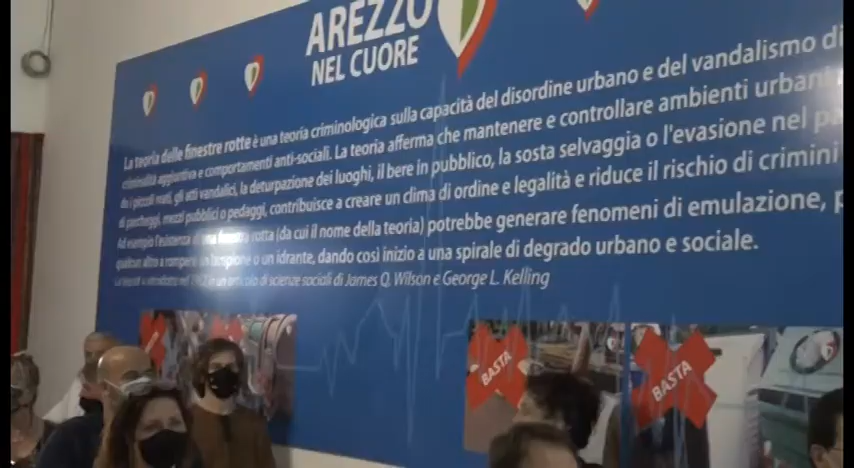 AREZZO
NEL CUORE
La teoria delle finestre rotte è una teoria criminologica sulla capacità del disordine urbano e del vandalismo di
criminalità aggiuntiva e comportamenti anti-sociali. La teoria afferma che mantenere e controllare ambienti urbani
do i piccoli reati, gli atti vandalici, la deturpazione dei luoghi, il bere in pubblico, la sosta selvaggia o l'evasione nel
di parcheggi, mezzi pubblici o pedaggi, contribuisce a creare un clima di ordine e legalità e riduce il rischio di crimini
Ad esempio l'esistenza di una finestra rotta (da cui il nome della teoria) potrebbe generare fenomeni di emulazione,
qualcun altro a rompere un lampione o un idrante, dando così inizio a una spirale di degrado urbano e sociale.
in un articolo di scienze sociali di James Q. Wilson e George L. Kelling
BASTA
BASTA